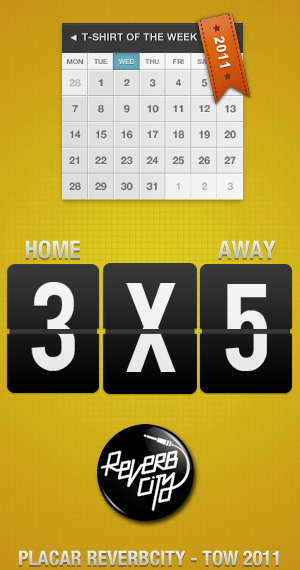 ◄ T-SHIRT OF THE WEEK
2011
MON TUE WED THU FRI
28 1 2 3 4 5
7 8 9 10 11 12 13
14 15 16 17 18 19 20
21 22 23 24 25 26 27
28 29 30 31 1 2 3
HOME AWAY
3 X 5
REVERB
CITY
PLACAR REVERBCITY - TOW 2011